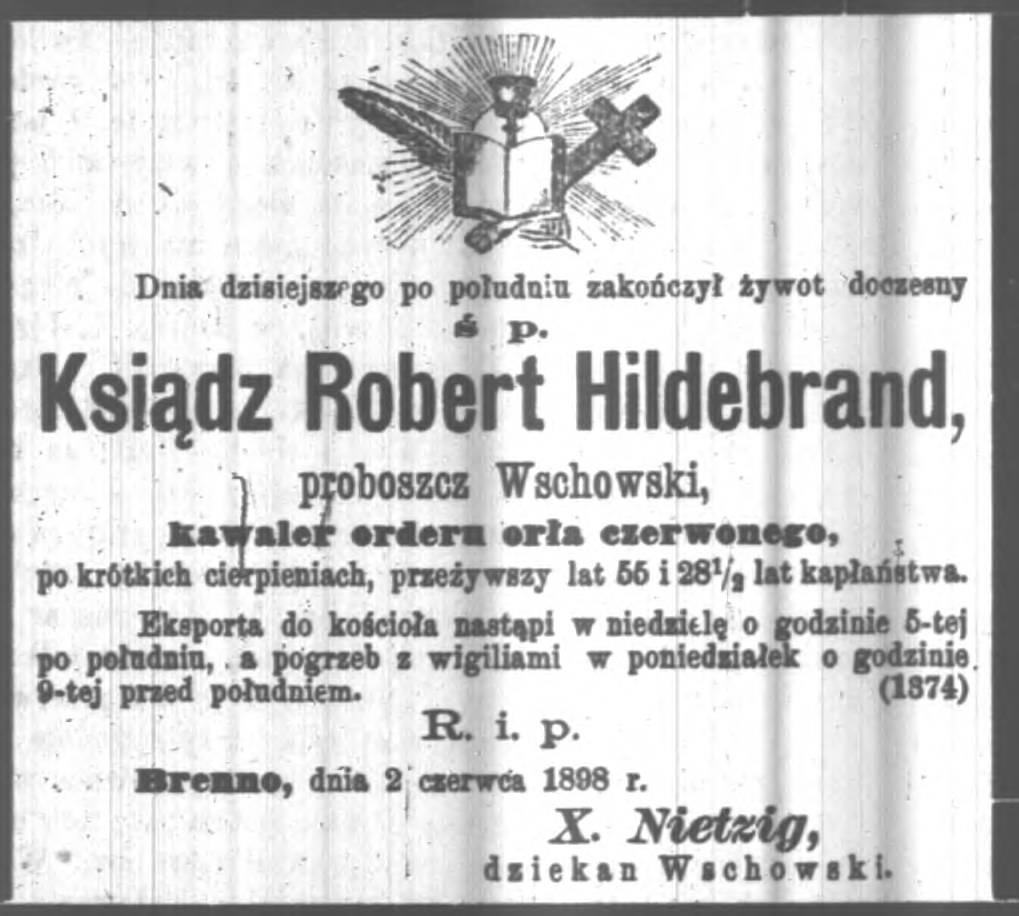 Dnia dzisiejszego po południu zakończył żywot doczesny
ś p.
Ksiądz Robert Hildebrand,
proboszcz Wschowski,
kawaler orderu orła czerwonego,
po krótkich cierpieniach, przeżywszy lat 55 i 28½ lat kapłaństwa.
Eksporta do kościoła nastąpi w niedzielę o godzinie 5-tej
po południu, a pogrzeb z wigiliami w poniedziałek o godzinie
9-tej przed południem. (1374)
R. i. p.
Brenno, dnia 2 czerwca 1898 r.
X. Nietzig,
dziekan Wschowski.